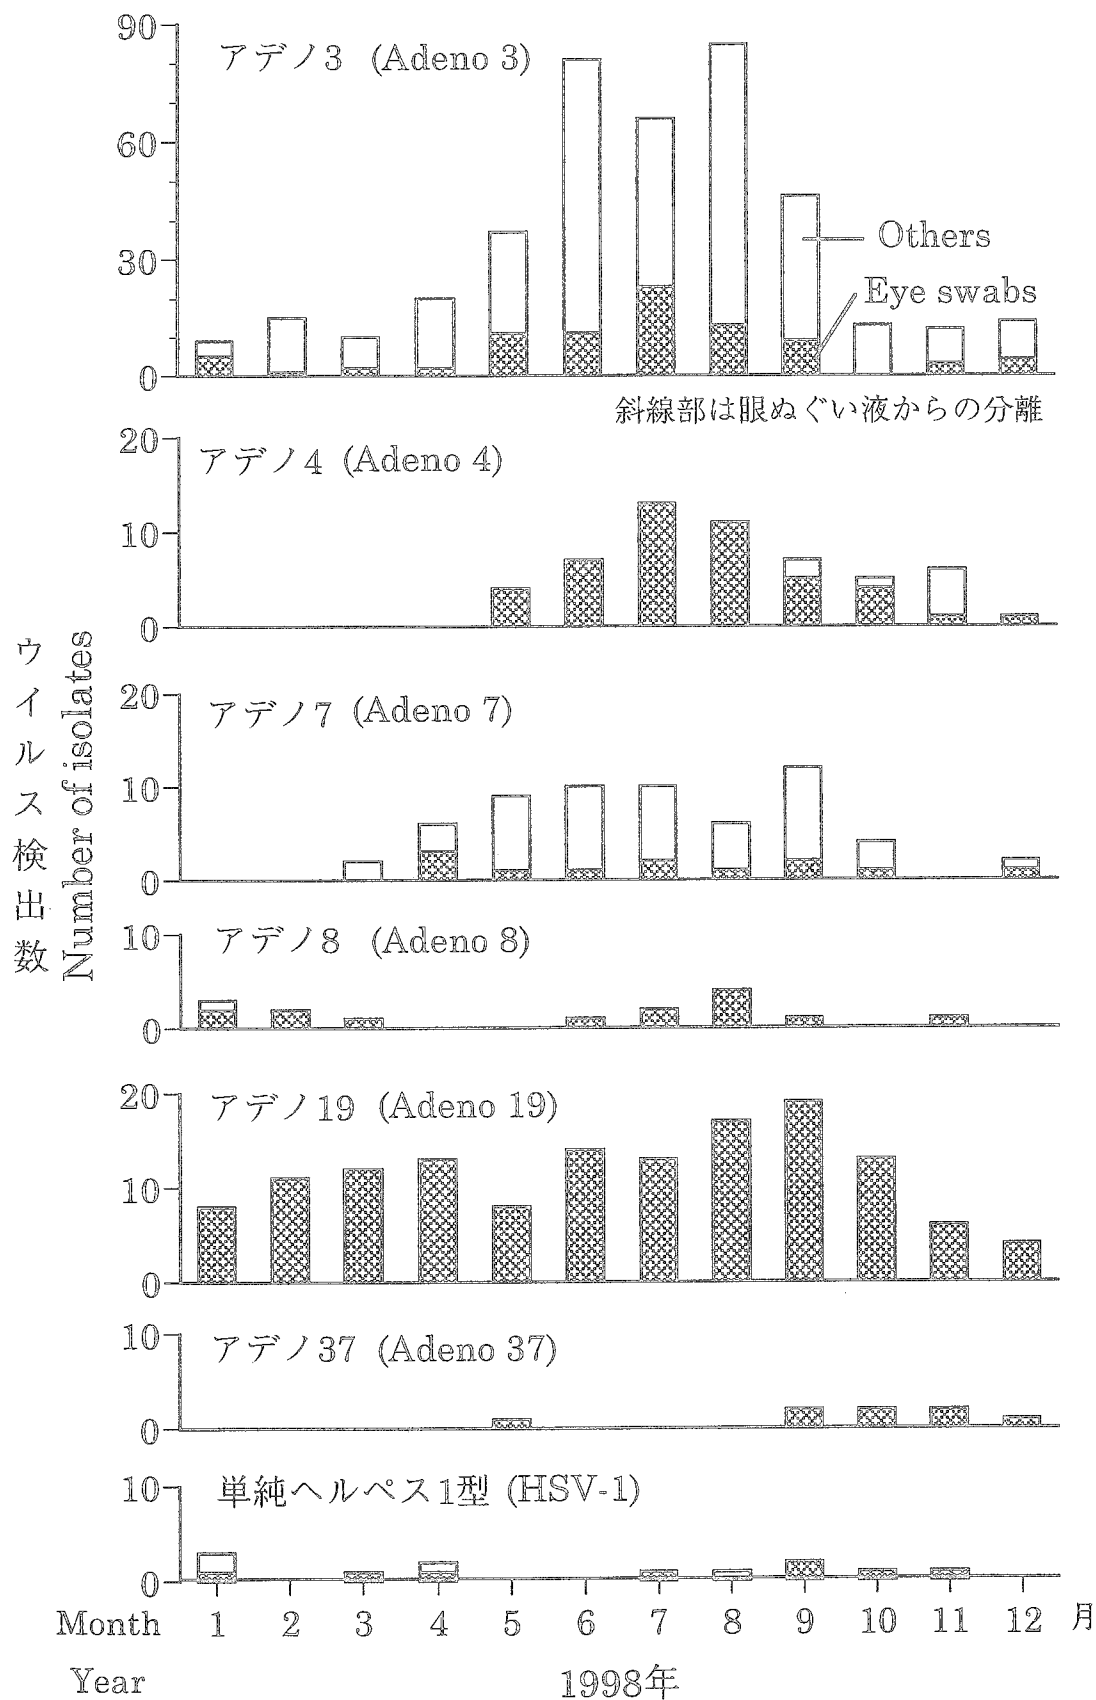 90
アデノ3 (Adeno 3)
60
30
0
Others
Eye swabs
斜線部は眼ぬぐい液からの分離
20
アデノ4 (Adeno 4)
10
0
ウイルス検出数
Number of isolates
20
アデノ7 (Adeno 7)
10
0
10
アデノ8 (Adeno 8)
0
20
アデノ19 (Adeno 19)
10
0
10
アデノ37 (Adeno 37)
0
10
単純ヘルペス1型 (HSV-1)
0
Month 1 2 3 4 5 6 7 8 9 10 11 12 月
Year 1998年